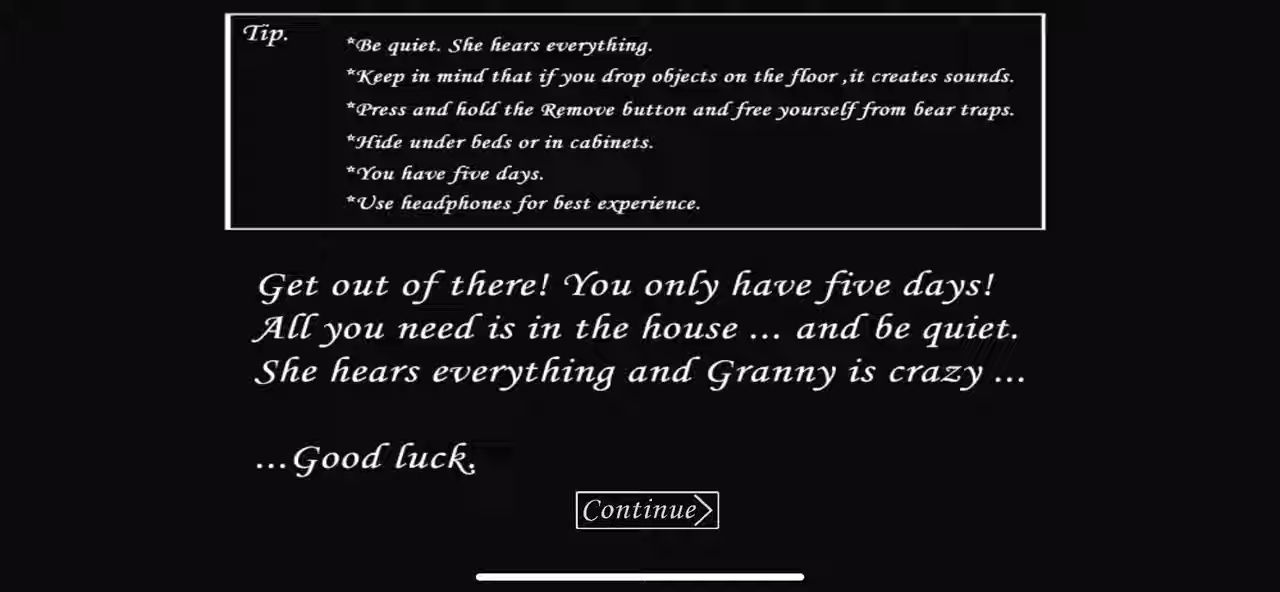 Tip.
*Be quiet. She hears everything.
*Keep in mind that if you drop objects on the floor ,it creates sounds.
*Press and hold the Remove button and free yourself from bear traps.
*Hide under beds or in cabinets.
*You have five days.
*Use headphones for best experience.
Get out of there! You only have five days!
All you need is in the house ... and be quiet.
She hears everything and Granny is crazy ...
...Good luck.
Continue>